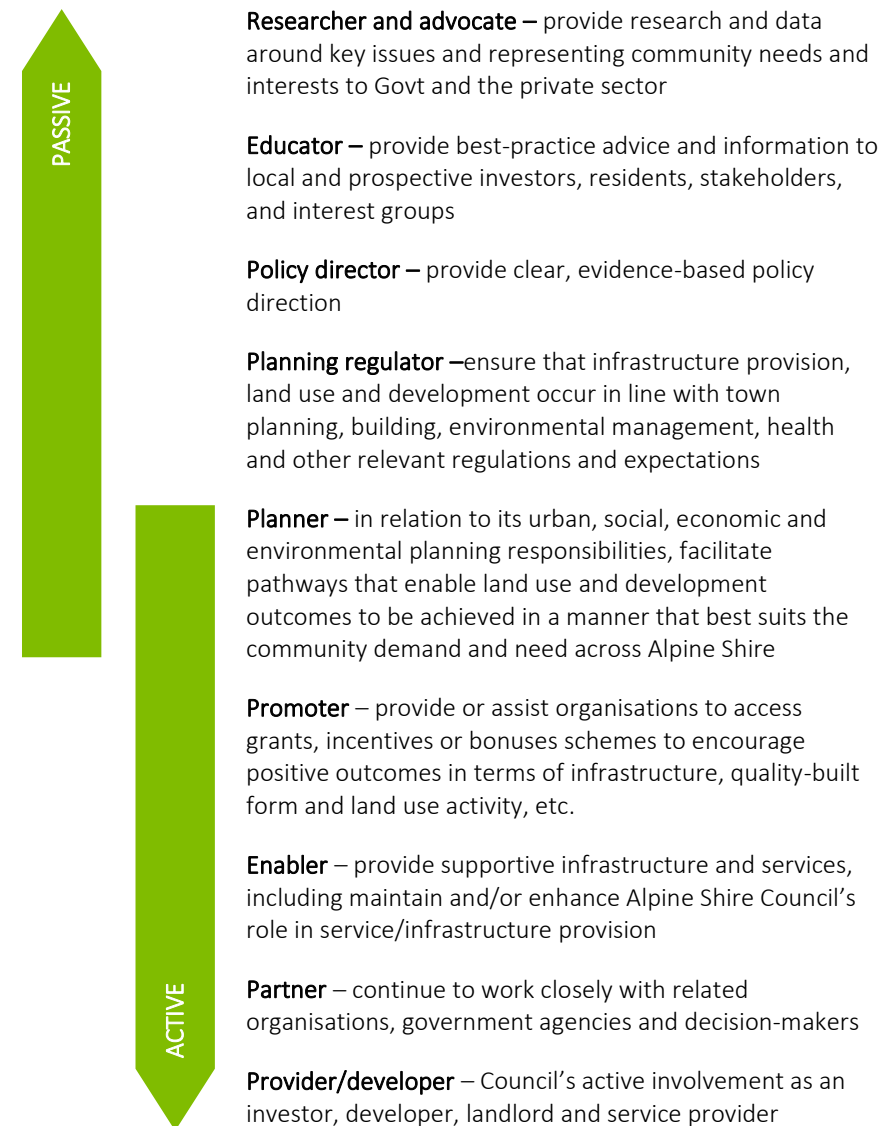 PASSIVE
Researcher and advocate – provide research and data
around key issues and representing community needs and
interests to Govt and the private sector
Educator – provide best-practice advice and information to
local and prospective investors, residents, stakeholders,
and interest groups
Policy director – provide clear, evidence-based policy
direction
Planning regulator –ensure that infrastructure provision,
land use and development occur in line with town
planning, building, environmental management, health
and other relevant regulations and expectations
Planner – in relation to its urban, social, economic and
environmental planning responsibilities, facilitate
pathways that enable land use and development
outcomes to be achieved in a manner that best suits the
community demand and need across Alpine Shire
Promoter – provide or assist organisations to access
grants, incentives or bonuses schemes to encourage
positive outcomes in terms of infrastructure, quality-built
form and land use activity, etc.
Enabler – provide supportive infrastructure and services,
including maintain and/or enhance Alpine Shire Council’s
role in service/infrastructure provision
ACTIVE
Partner – continue to work closely with related
organisations, government agencies and decision-makers
Provider/developer – Council’s active involvement as an
investor, developer, landlord and service provider